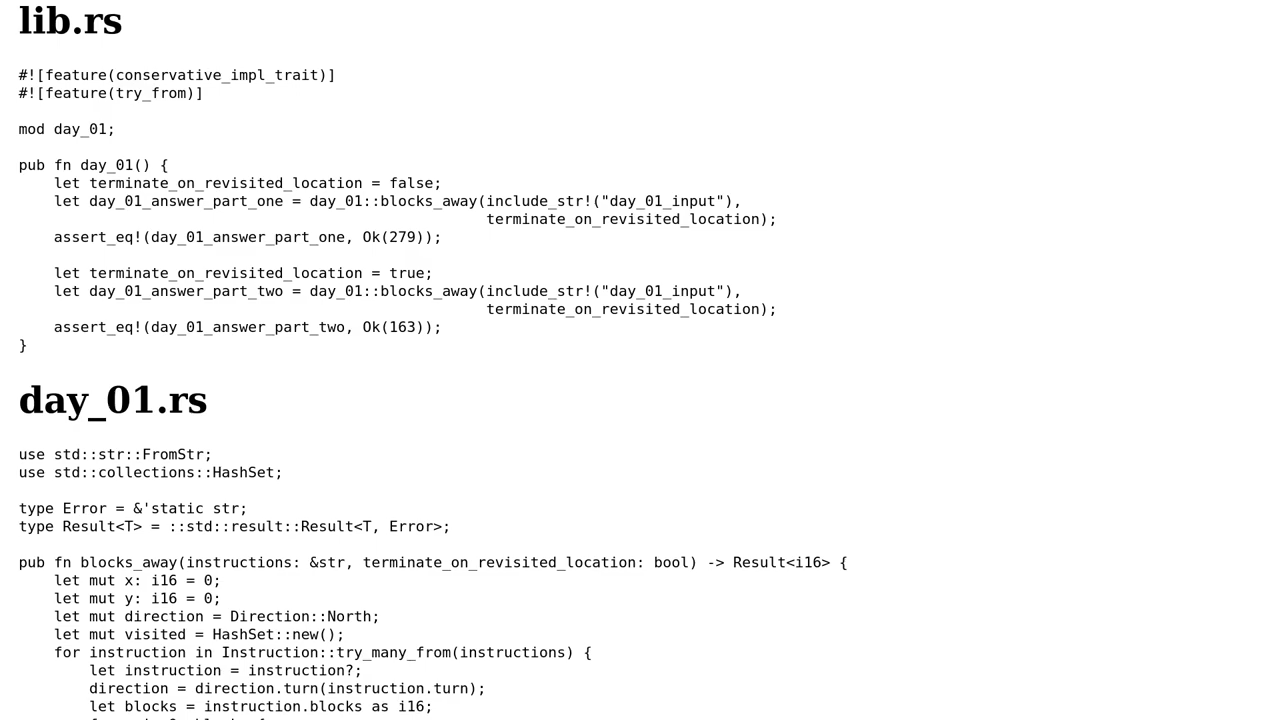 lib.rs
#![feature(conservative_impl_trait)]
#![feature(try_from)]
mod day_01;
pub fn day_01() {
    let terminate_on_revisited_location = false;
    let day_01_answer_part_one = day_01::blocks_away(include_str!("day_01_input"),
                                                     terminate_on_revisited_location);
    assert_eq!(day_01_answer_part_one, Ok(279));
    let terminate_on_revisited_location = true;
    let day_01_answer_part_two = day_01::blocks_away(include_str!("day_01_input"),
                                                     terminate_on_revisited_location);
    assert_eq!(day_01_answer_part_two, Ok(163));
}
day_01.rs
use std::str::FromStr;
use std::collections::HashSet;
type Error = &'static str;
type Result<T> = ::std::result::Result<T, Error>;
pub fn blocks_away(instructions: &str, terminate_on_revisited_location: bool) -> Result<i16> {
    let mut x: i16 = 0;
    let mut y: i16 = 0;
    let mut direction = Direction::North;
    let mut visited = HashSet::new();
    for instruction in Instruction::try_many_from(instructions) {
        let instruction = instruction?;
        direction = direction.turn(instruction.turn);
        let blocks = instruction.blocks as i16;